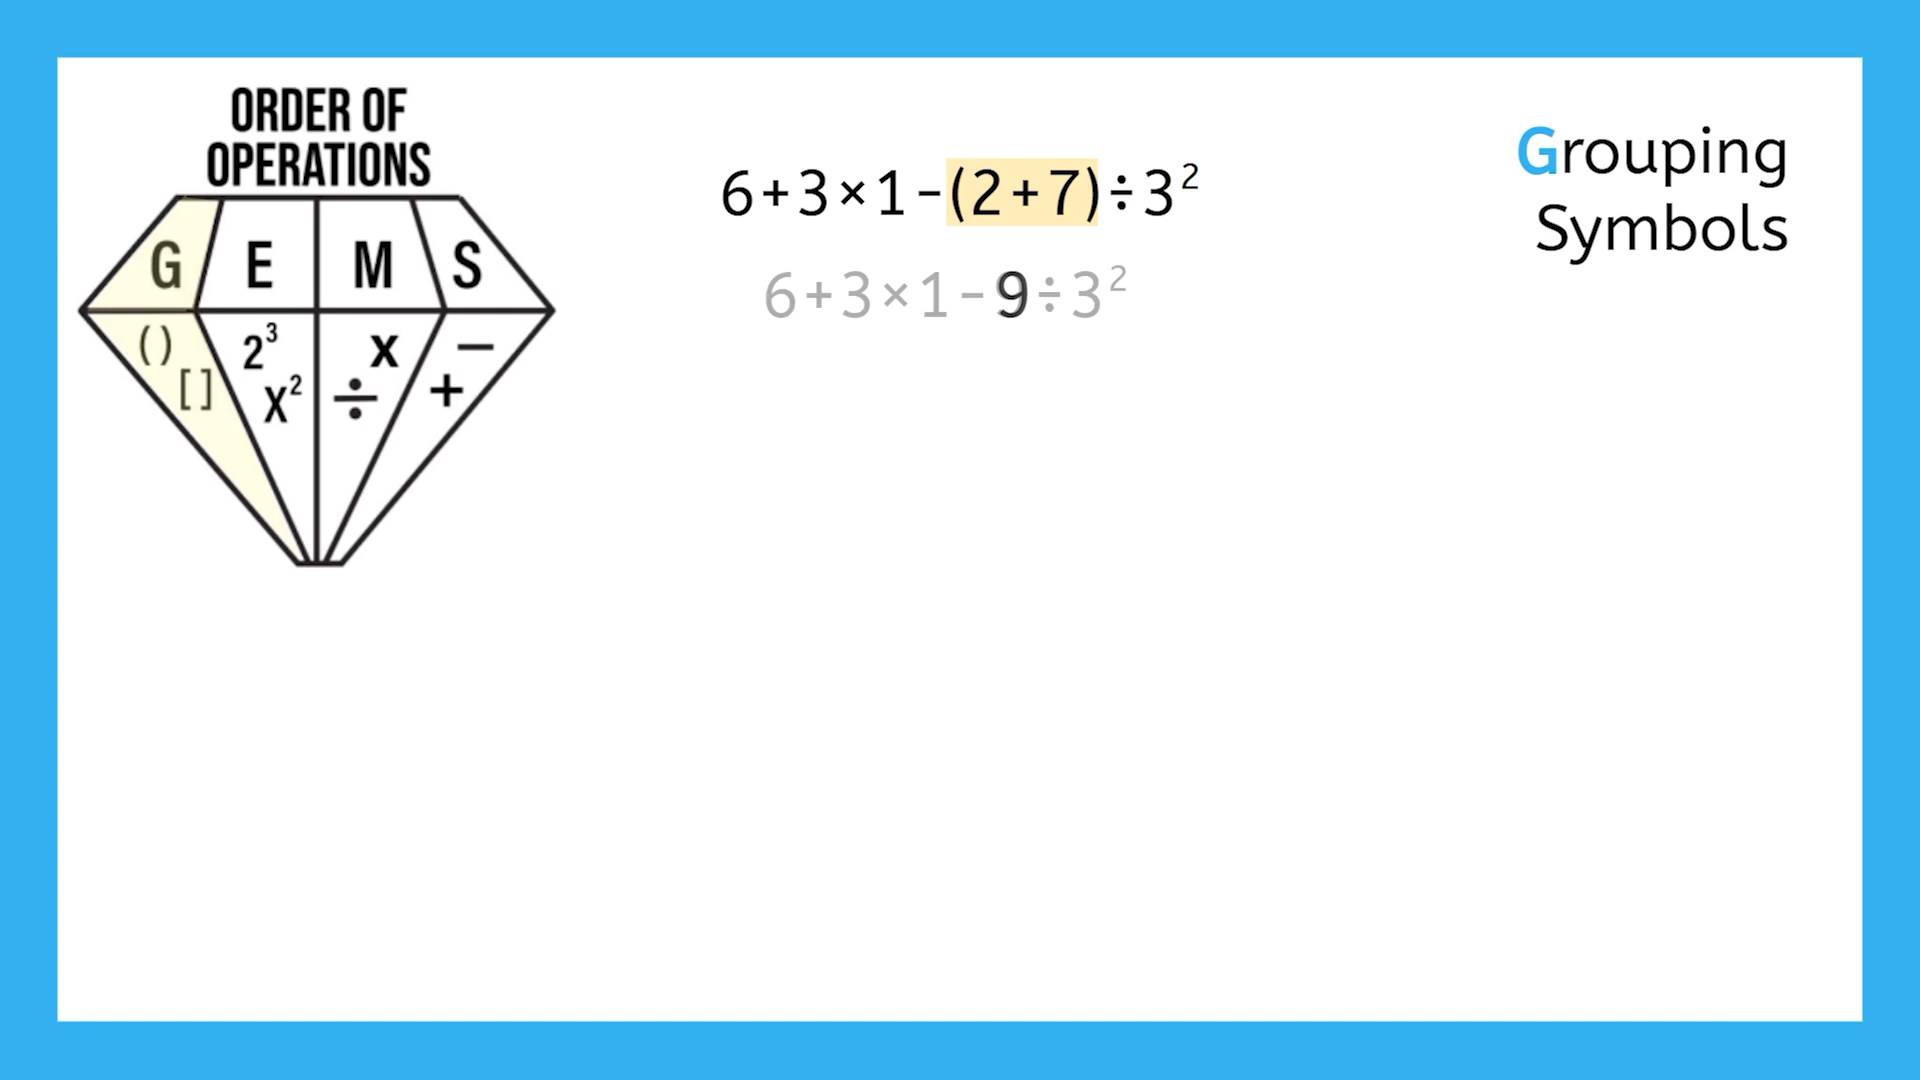 ORDER OF
OPERATIONS
G E M S
( ) 2³ x −
[ ] X² ÷ +
6+3×1-(2+7)÷3²
6+3×1-9÷3²
Grouping
Symbols